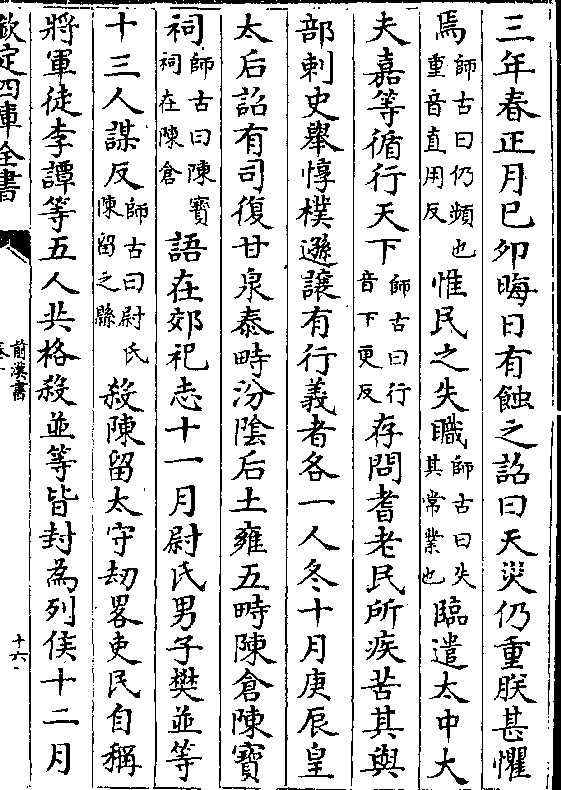 三年春正月己卯晦日有蝕之詔曰天災仍重朕甚懼
焉師古曰仍頻也重音直用反惟民之失職師古曰失其常業也臨遣太中大
夫嘉等循行天下師古曰行音下更反存問耆老民所疾苦其與
部刺史舉惇樸遜讓有行義者各一人冬十月庚辰皇
太后詔有司復甘泉泰畤汾陰后土雍五畤陳倉陳寶
祠師古曰陳寶祠在陳倉語在郊祀志十一月尉氏男子樊並等
十三人謀反師古曰尉氏陳留之縣殺陳留太守劫畧吏民自稱
將軍徒李譚等五人共格殺並等皆封為列侯十二月
欽定四庫全書
前漢書
十六